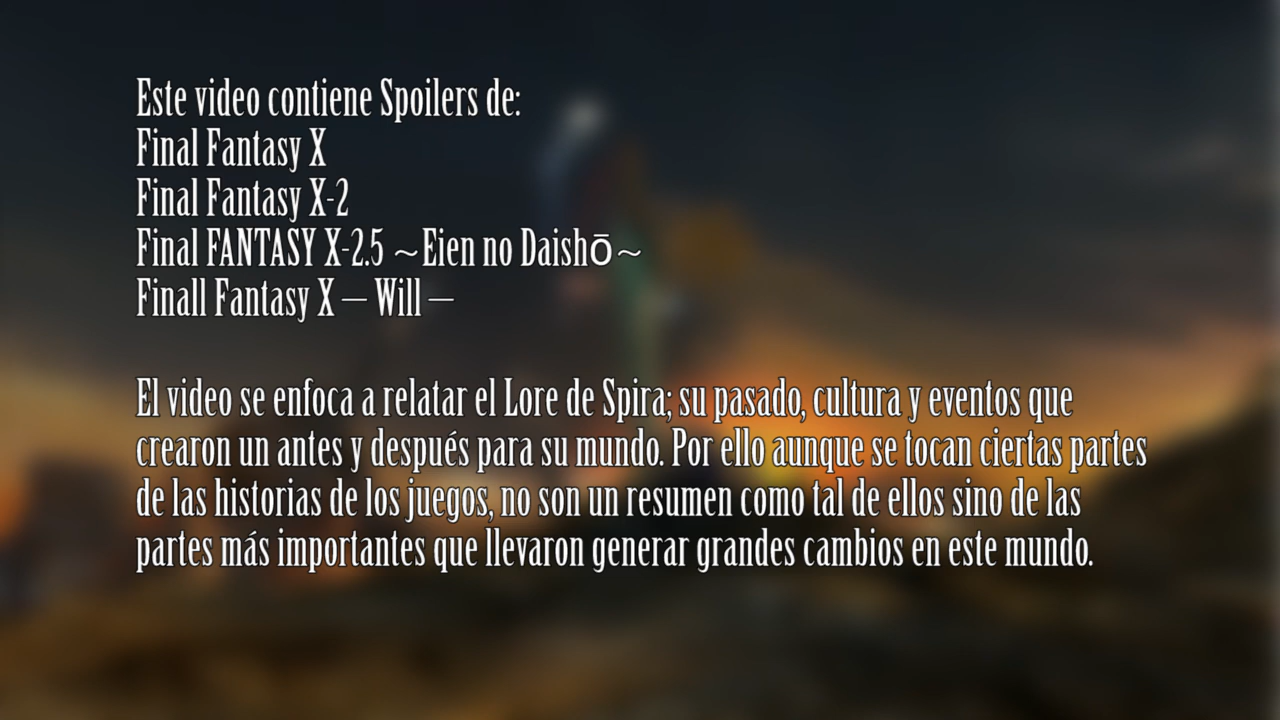 Este video contiene Spoilers de:
Final Fantasy X
Final Fantasy X-2
Final FANTASY X-2.5 ~Eien no Daishō~
Finall Fantasy X – Will –
El video se enfoca a relatar el Lore de Spira; su pasado, cultura y eventos que
crearon un antes y después para su mundo. Por ello aunque se tocan ciertas partes
de las historias de los juegos, no son un resumen como tal de ellos sino de las
partes más importantes que llevaron generar grandes cambios en este mundo.